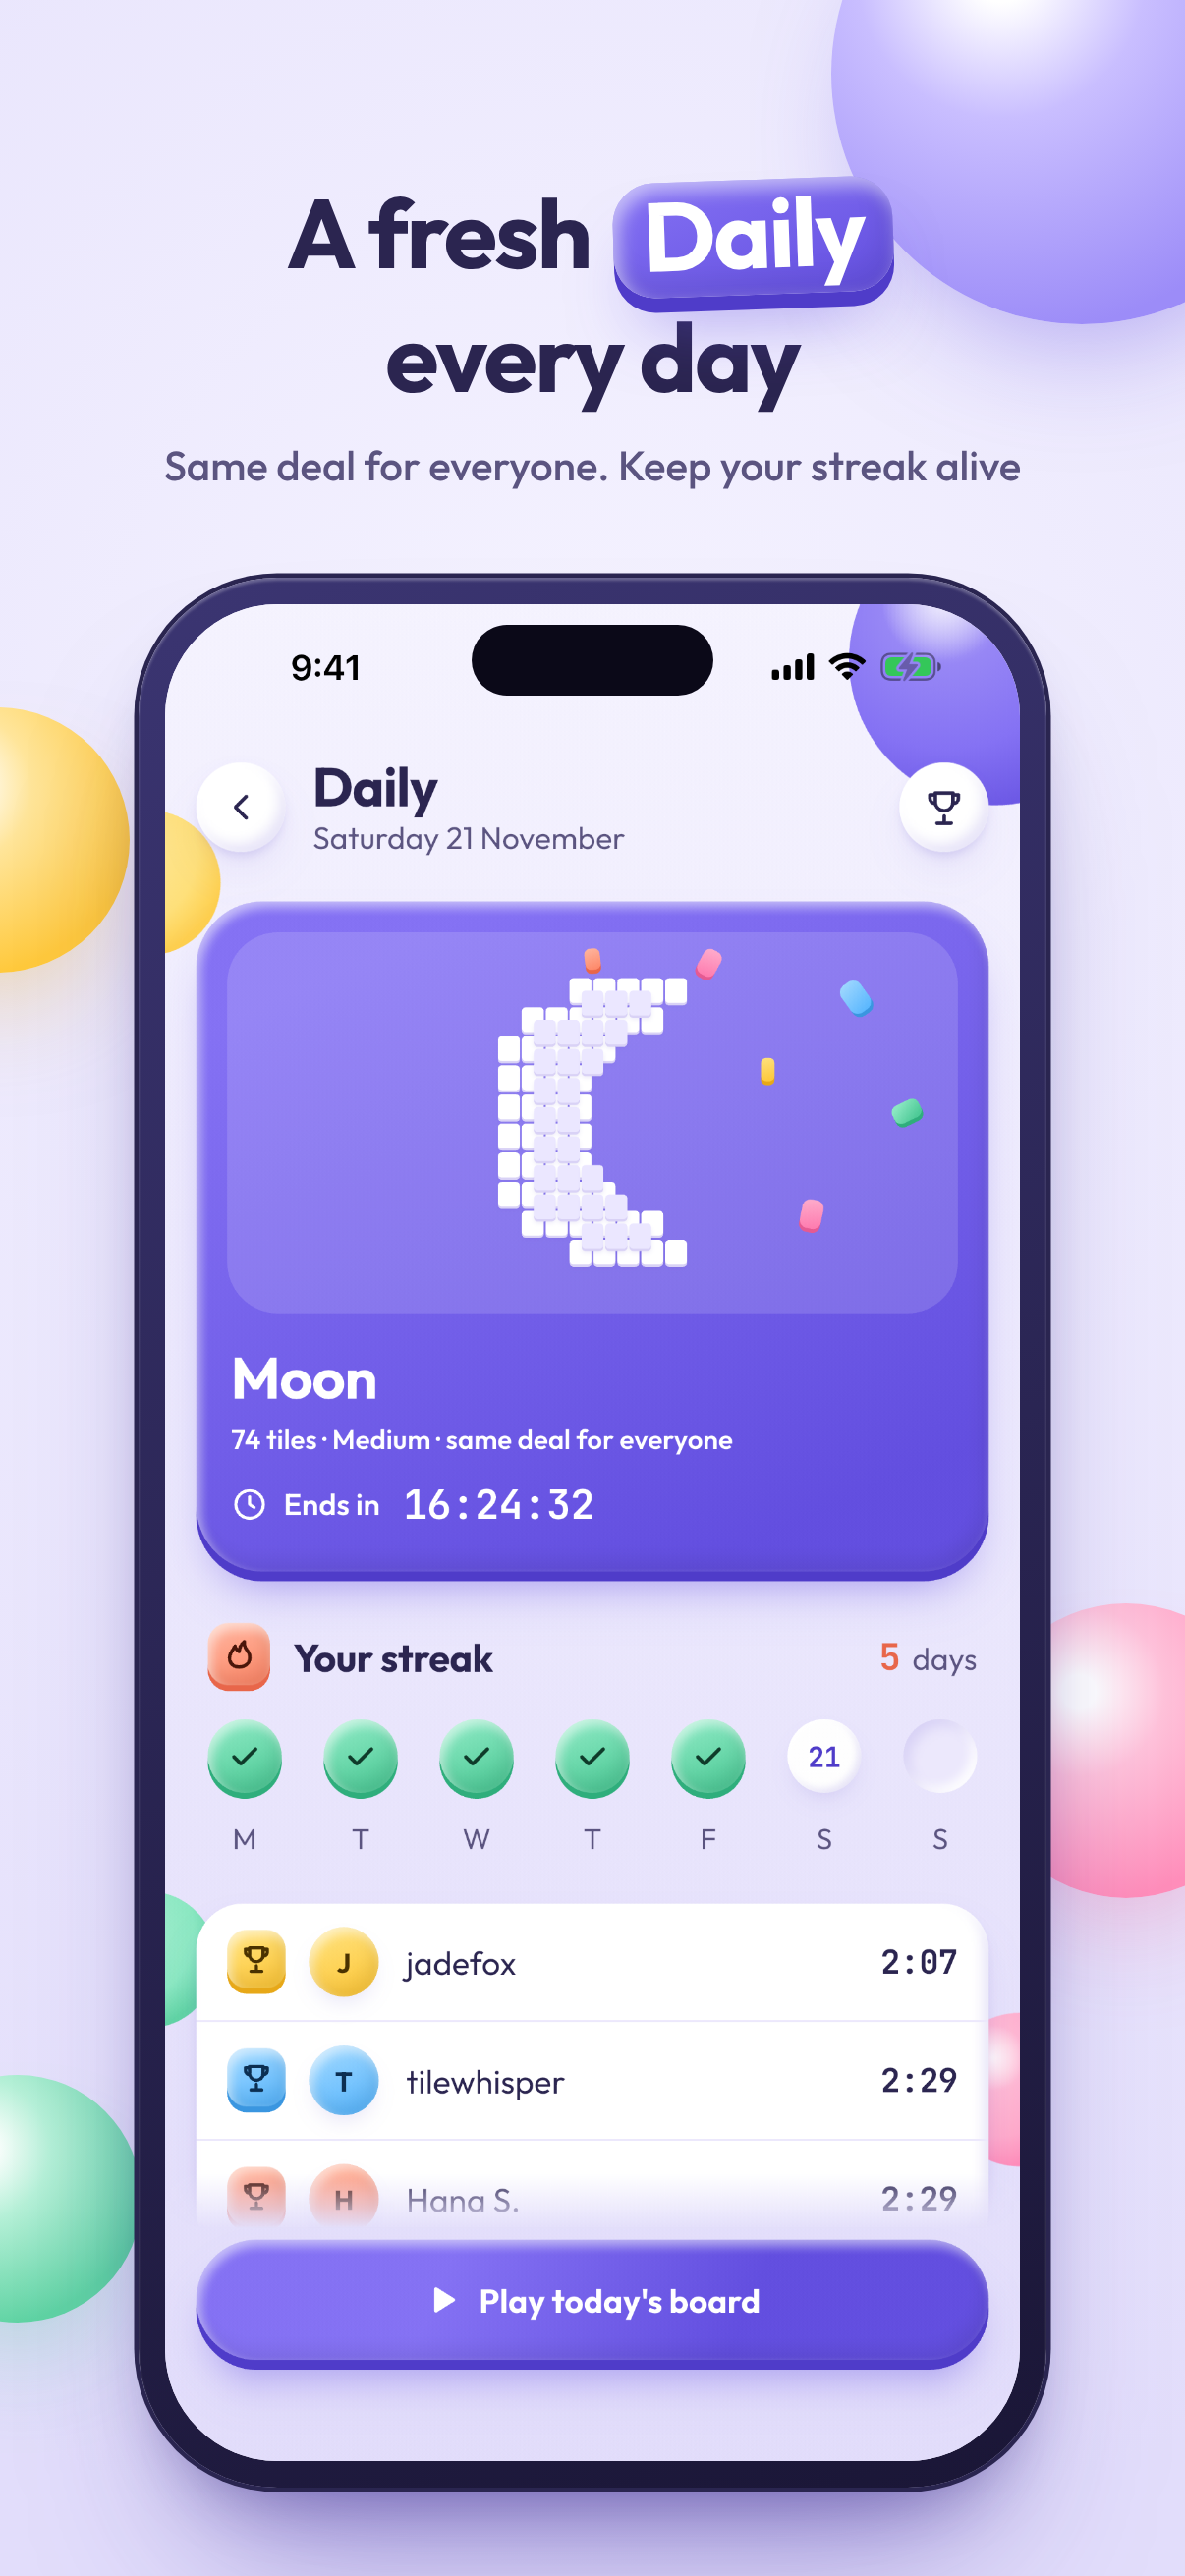 A fresh Daily
every day
Same deal for everyone. Keep your streak alive
9:41
Daily
Saturday 21 November
Moon
74 tiles · Medium · same deal for everyone
Ends in 16:24:32
Your streak 5 days
21
M T W T F S S
J jadefox 2:07
T tilewhisper 2:29
H Hana S. 2:29
Play today's board